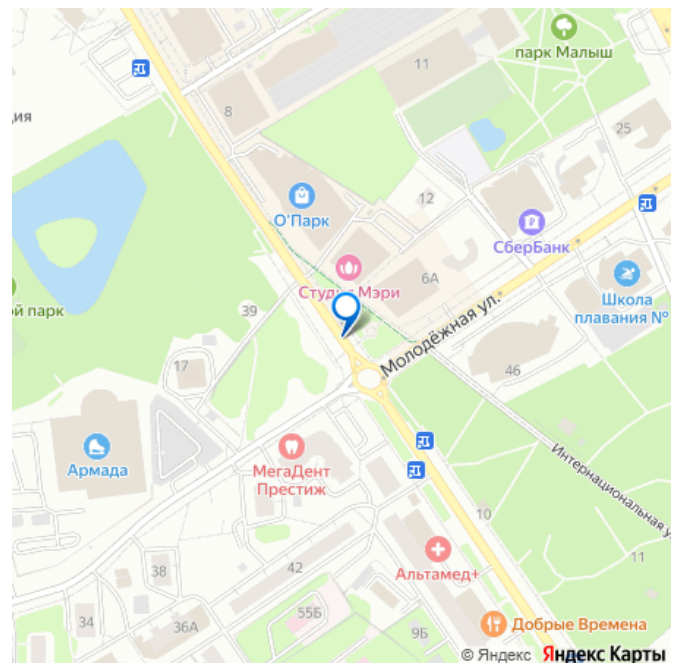 парк Малыш
11
ия
8
25
12
О'Парк
СберБанк
6А
Школа
плавания №
Студия Мэри
ой парк
39
Молодёжная ул.
17
46
Армада
МегаДент
Престиж
Интернациональная у
10
Альтамед+
11
38
42
34
36А
55Б
9Б
Добрые Времена
© Яндекс Яндекс Карты